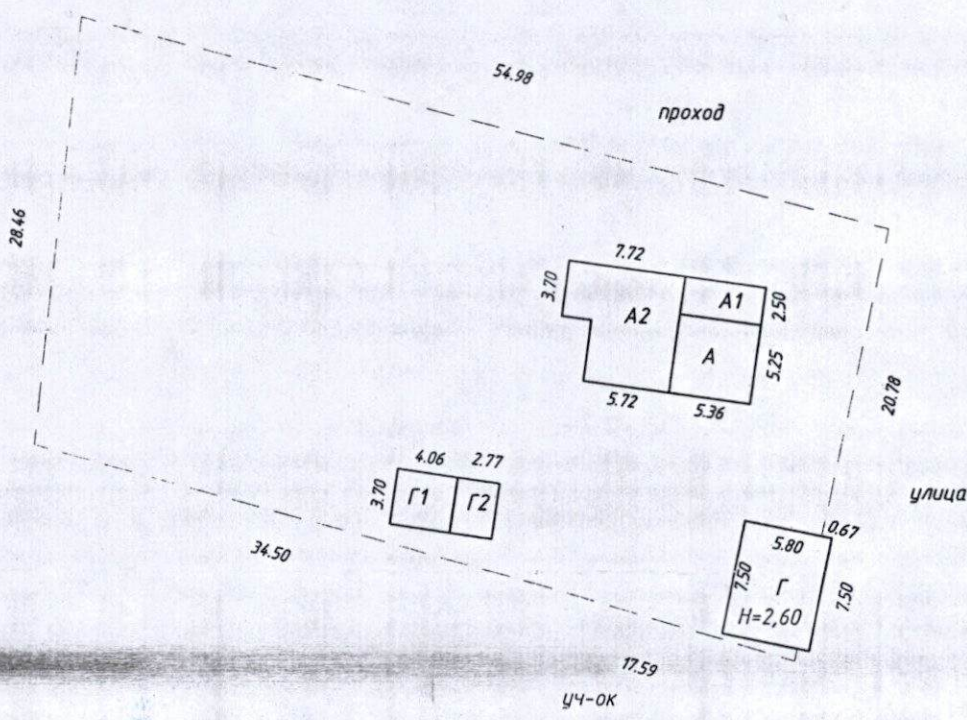 54.98
проход
28.46
7.72
3.70
А2
А1
2.50
А
5.25
5.72
5.36
20.78
4.06
2.77
3.70
Г1
Г2
34.50
улица
0.67
5.80
7.50
Г
7.50
Н=2,60
17.59
уч-ок